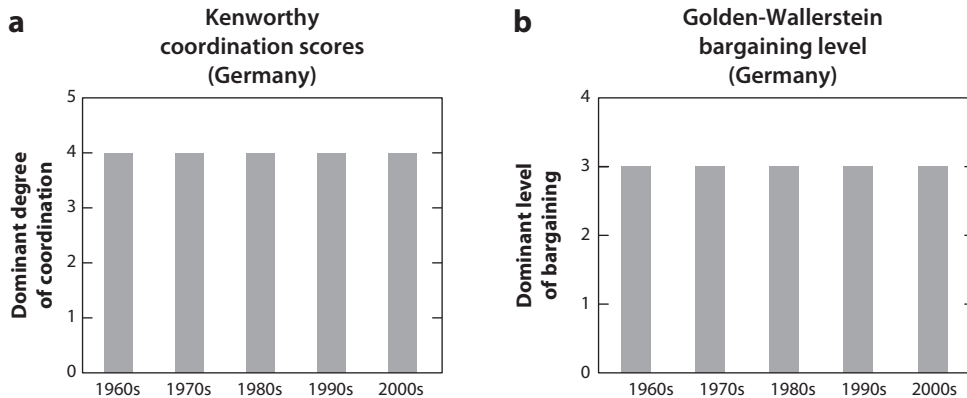 a
Kenworthy
coordination scores
(Germany)
Dominant degree
of coordination
5
4
3
2
1
0
1960s 1970s 1980s 1990s 2000s
b
Golden-Wallerstein
bargaining level
(Germany)
Dominant level
of bargaining
4
3
2
1
0
1960s 1970s 1980s 1990s 2000s